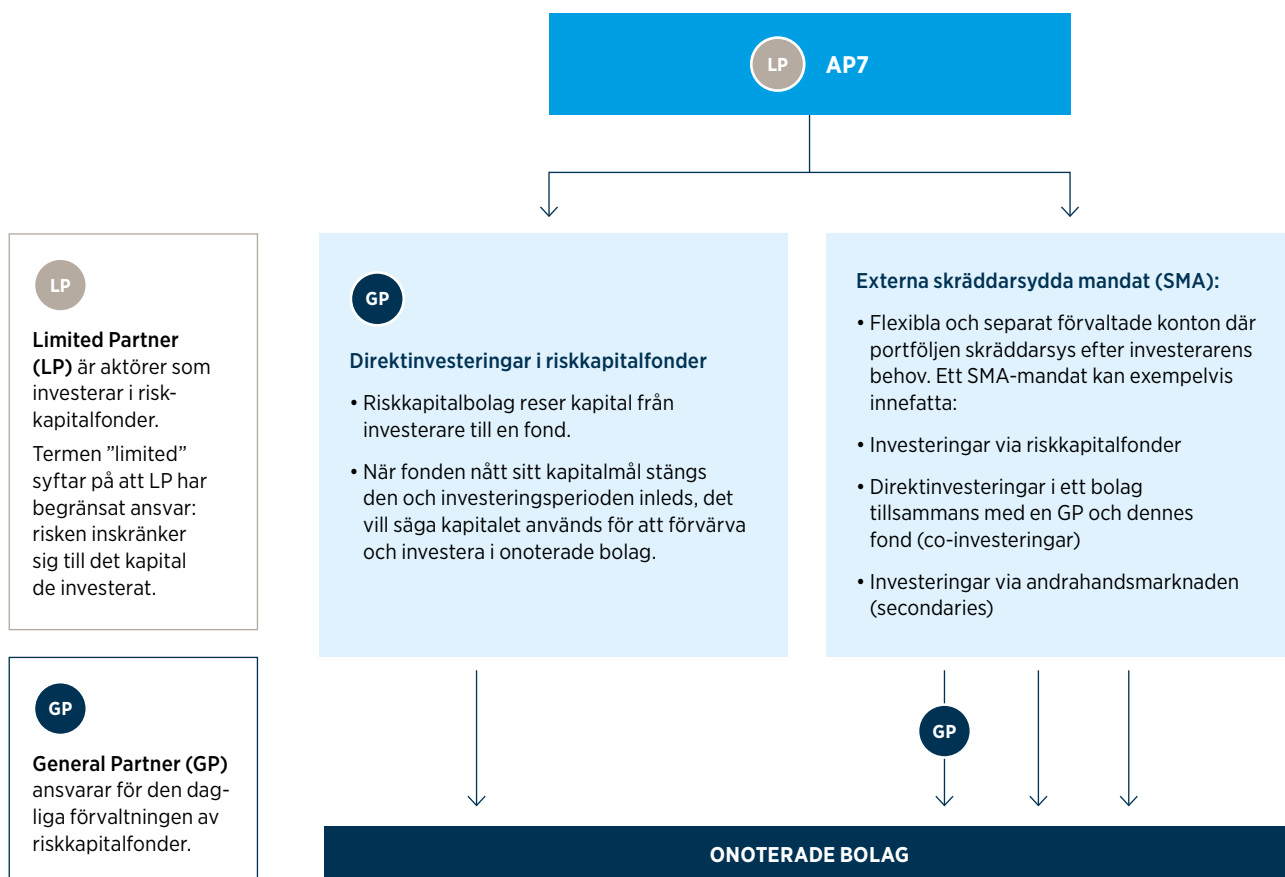 LP
AP7
LP
Limited Partner
(LP) är aktörer som
investerar i risk-
kapitalfonder.
Termen ”limited”
syftar på att LP har
begränsat ansvar:
risken inskränker
sig till det kapital
de investerat.
GP
General Partner (GP)
ansvarar för den dag-
liga förvaltningen av
riskkapitalfonder.
GP
Direktinvesteringar i riskkapitalfonder
• Riskkapitalbolag reser kapital från
investerare till en fond.
• När fonden nått sitt kapitalmål stängs
den och investeringsperioden inleds, det
vill säga kapitalet används för att förvärva
och investera i onoterade bolag.
Externa skräddarsydda mandat (SMA):
• Flexibla och separat förvaltade konton där
portföljen skräddarsys efter investerarens
behov. Ett SMA-mandat kan exempelvis
innefatta:
• Investeringar via riskkapitalfonder
• Direktinvesteringar i ett bolag
tillsammans med en GP och dennes
fond (co-investeringar)
• Investeringar via andrahandsmarknaden
(secondaries)
GP
ONOTERADE BOLAG